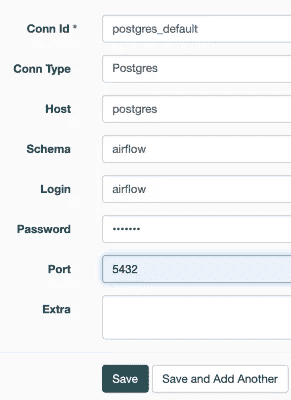 Conn Id * postgres_default
Conn Type Postgres
Host postgres
Schema airflow
Login airflow
Password •••••••
Port 5432
Extra
Save Save and Add Another